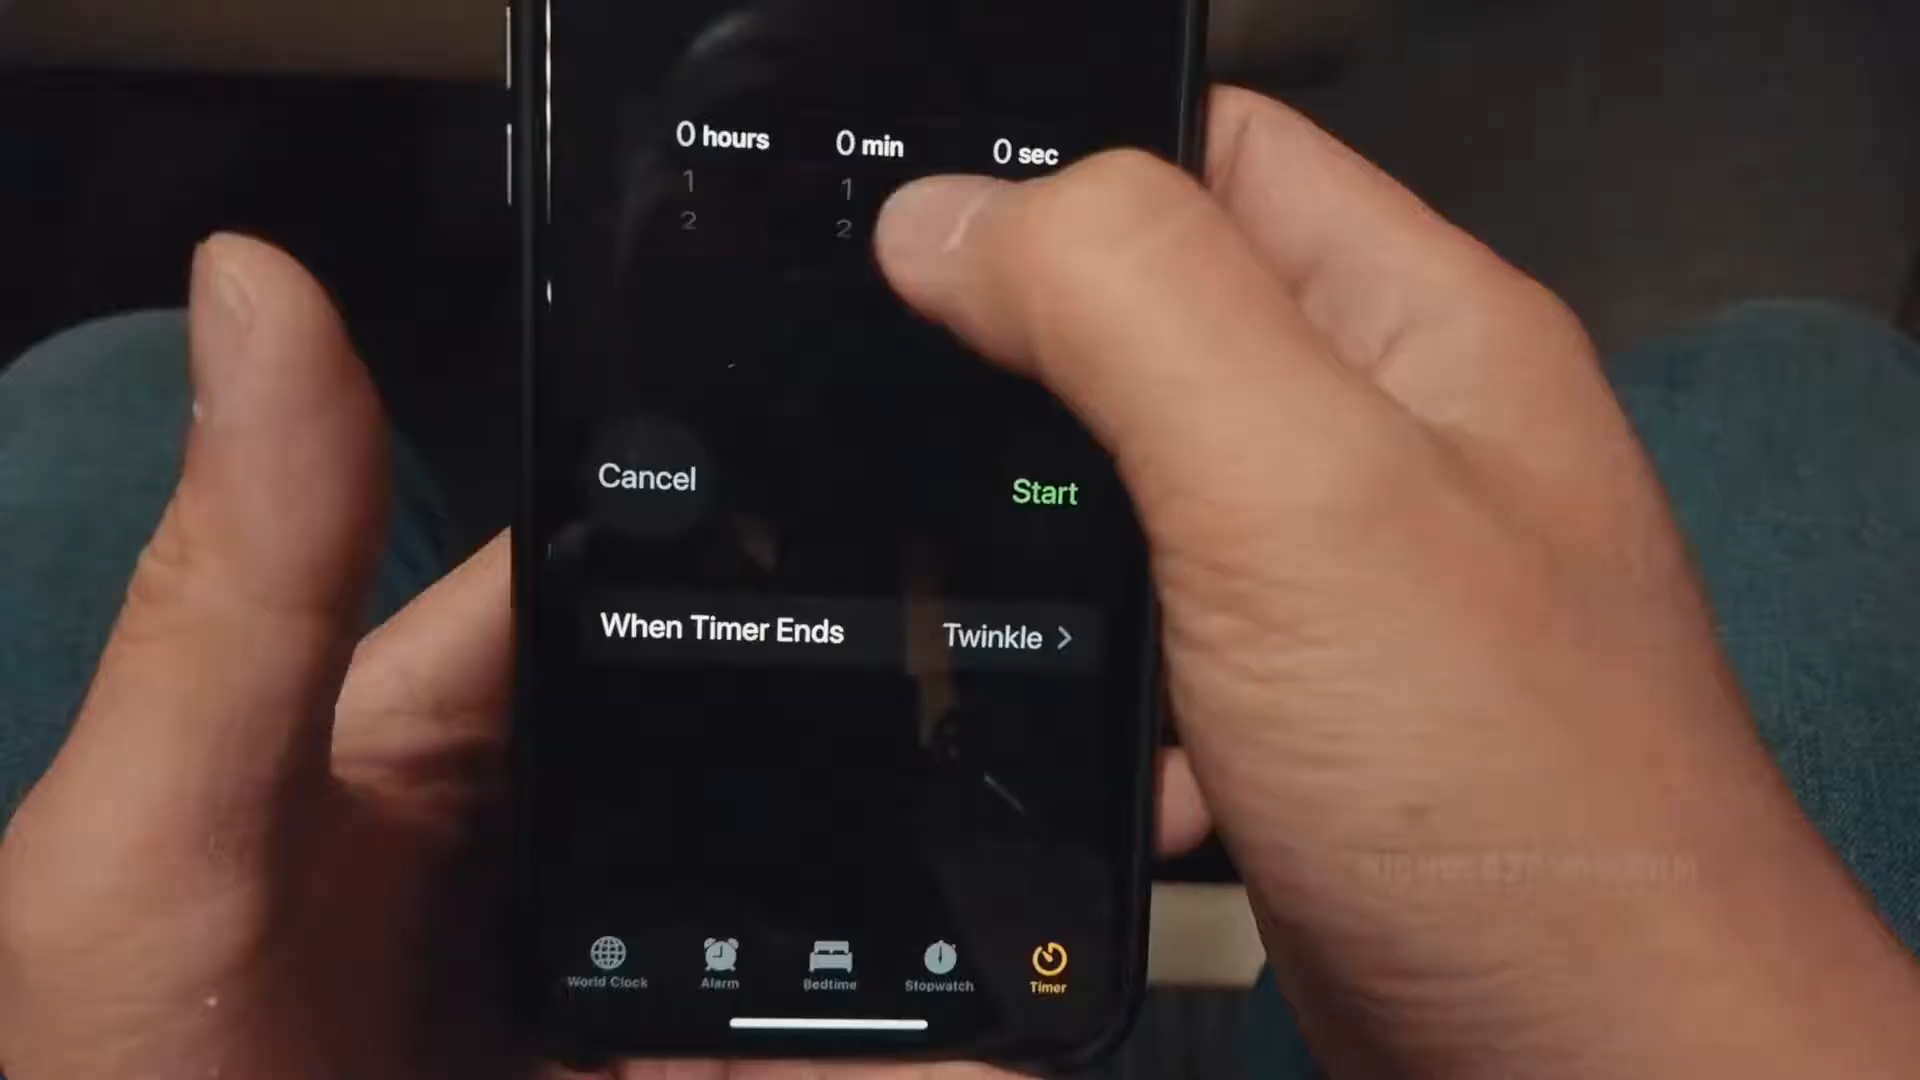 0 hours 0 min 0 sec
1 1
2 2
Cancel Start
When Timer Ends Twinkle
World Clock Alarm Bedtime Stopwatch Timer